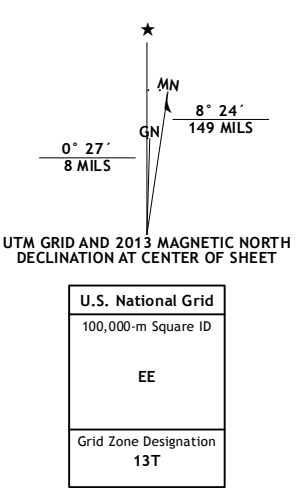 ★
MN
GN
8° 24´
149 MILS
0° 27´
8 MILS
UTM GRID AND 2013 MAGNETIC NORTH
DECLINATION AT CENTER OF SHEET
U.S. National Grid
100,000-m Square ID
EE
Grid Zone Designation
13T